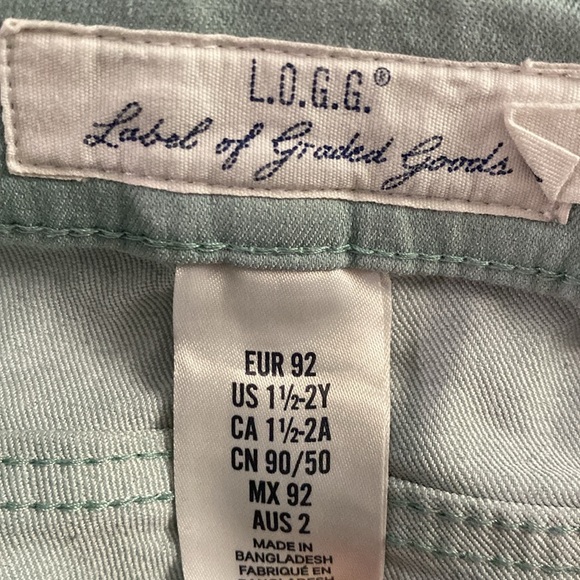 L.O.G.G.®
Label of Graded Goods.
EUR 92
US 1½-2Y
CA 1½-2A
CN 90/50
MX 92
AUS 2
MADE IN
BANGLADESH
FABRIQUÉ EN
BANGLADESH